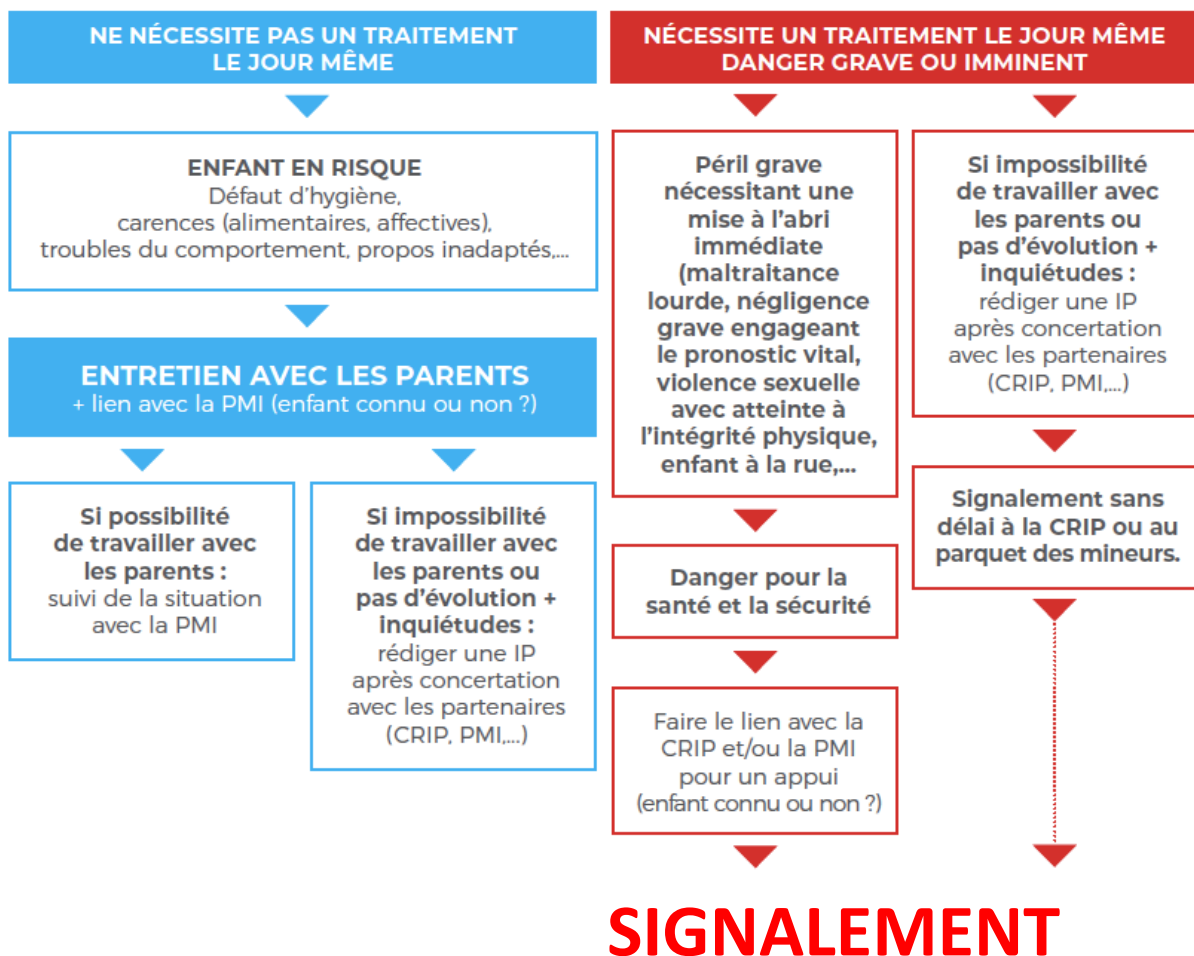 NE NÉCESSITE PAS UN TRAITEMENT
LE JOUR MÊME
ENFANT EN RISQUE
Défaut d'hygiène,
carences (alimentaires, affectives),
troubles du comportement, propos inadaptés,...
ENTRETIEN AVEC LES PARENTS
+ lien avec la PMI (enfant connu ou non ?)
Si possibilité
de travailler avec
les parents :
suivi de la situation
avec la PMI
Si impossibilité
de travailler avec
les parents ou
pas d'évolution +
inquiétudes :
rédiger une IP
après concertation
avec les partenaires
(CRIP, PMI,...)
NÉCESSITE UN TRAITEMENT LE JOUR MÊME
DANGER GRAVE OU IMMINENT
Péril grave
nécessitant une
mise à l'abri
immédiate
(maltraitance
lourde, négligence
grave engageant
le pronostic vital,
violence sexuelle
avec atteinte à
l'intégrité physique,
enfant à la rue,...
Danger pour la
santé et la sécurité
Faire le lien avec la
CRIP et/ou la PMI
pour un appui
(enfant connu ou non ?)
Si impossibilité
de travailler avec
les parents ou
pas d'évolution +
inquiétudes :
rédiger une IP
après concertation
avec les partenaires
(CRIP, PMI,...)
Signalement sans
délai à la CRIP ou au
parquet des mineurs.
SIGNALEMENT